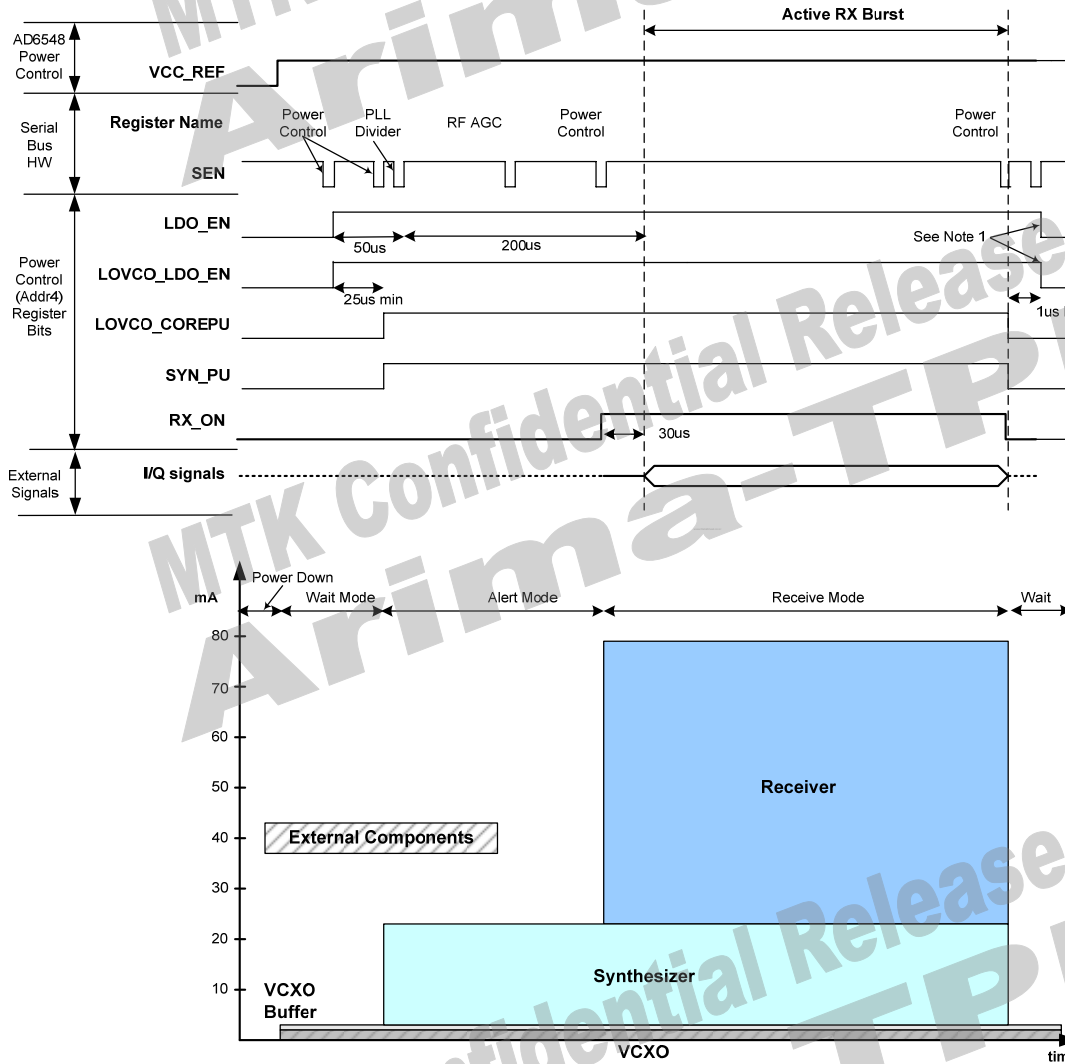 MTK Confidential Release
Arima-TP
Active RX Burst
AD6548
Power
Control
VCC_REF
Serial
Bus
HW
Register Name
Power
Control
PLL
Divider
RF AGC
Power
Control
Power
Control
SEN
Power
Control
(Addr4)
Register
Bits
LDO_EN
50us
200us
See Note 1
LOVCO_LDO_EN
25us min
1us
LOVCO_COREPU
SYN_PU
RX_ON
30us
External
Signals
I/Q signals
MTK Confidential Release
Arima-TP
mA
Power Down
Wait Mode
Alert Mode
Receive Mode
Wait
80
70
60
50
40
30
20
10
Receiver
External Components
Synthesizer
VCXO
Buffer
VCXO
tim
Confidential Release